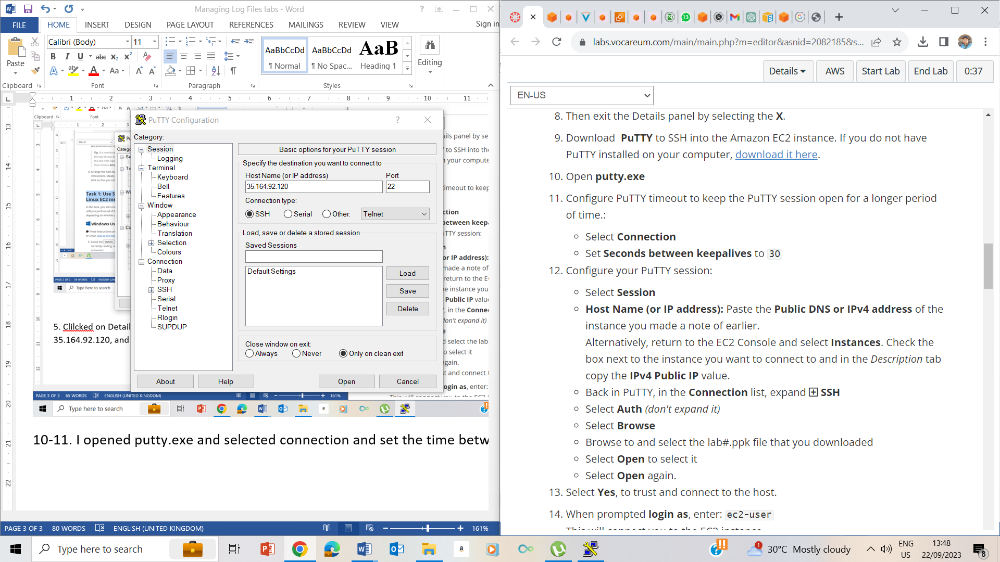 Managing Log Files labs - Word
FILE
HOME
INSERT
DESIGN
PAGE LAYOUT
REFERENCES
MAILINGS
REVIEW
VIEW
Sign in
Paste
Calibri (Body)
11
AaBbCcDd
AaBbCcDd
AaB
¶ Normal
¶ No Spac...
Heading 1
Editing
Clipboard
Font
Paragraph
Styles
PuTTY Configuration
Category:
Session
Logging
Terminal
Keyboard
Bell
Features
Window
Appearance
Behaviour
Translation
Selection
Colours
Connection
Data
Proxy
SSH
Serial
Telnet
Rlogin
SUPDUP
Basic options for your PuTTY session
Specify the destination you want to connect to
Host Name (or IP address)
Port
35.164.92.120
22
Connection type:
SSH
Serial
Other:
Telnet
Load, save or delete a stored session
Saved Sessions
Default Settings
Load
Save
Delete
Close window on exit:
Always
Never
Only on clean exit
About
Help
Open
Cancel
5. Clilcked on Detail
35.164.92.120, and
PAGE 3 OF 3 65 WORDS ENGLISH (UNITED KINGDOM)
161%
Type here to search
10-11. I opened putty.exe and selected connection and set the time betw
PAGE 3 OF 3
80 WORDS
ENGLISH (UNITED KINGDOM)
161%
labs.vocareum.com/main/main.php?m=editor&asnid=2082185&s...
Details
AWS
Start Lab
End Lab
0:37
EN-US
8. Then exit the Details panel by selecting the X.
9. Download PuTTY to SSH into the Amazon EC2 instance. If you do not have
PuTTY installed on your computer, download it here.
10. Open putty.exe
11. Configure PuTTY timeout to keep the PuTTY session open for a longer period
of time.:
Select Connection
Set Seconds between keepalives to 30
12. Configure your PuTTY session:
Select Session
Host Name (or IP address): Paste the Public DNS or IPv4 address of the
instance you made a note of earlier.
Alternatively, return to the EC2 Console and select Instances. Check the
box next to the instance you want to connect to and in the Description tab
copy the IPv4 Public IP value.
Back in PuTTY, in the Connection list, expand SSH
Select Auth (don't expand it)
Select Browse
Browse to and select the lab#.ppk file that you downloaded
Select Open to select it
Select Open again.
13. Select Yes, to trust and connect to the host.
14. When prompted login as, enter: ec2-user
Type here to search
30°C Mostly cloudy
ENG
US
13:48
22/09/2023
8